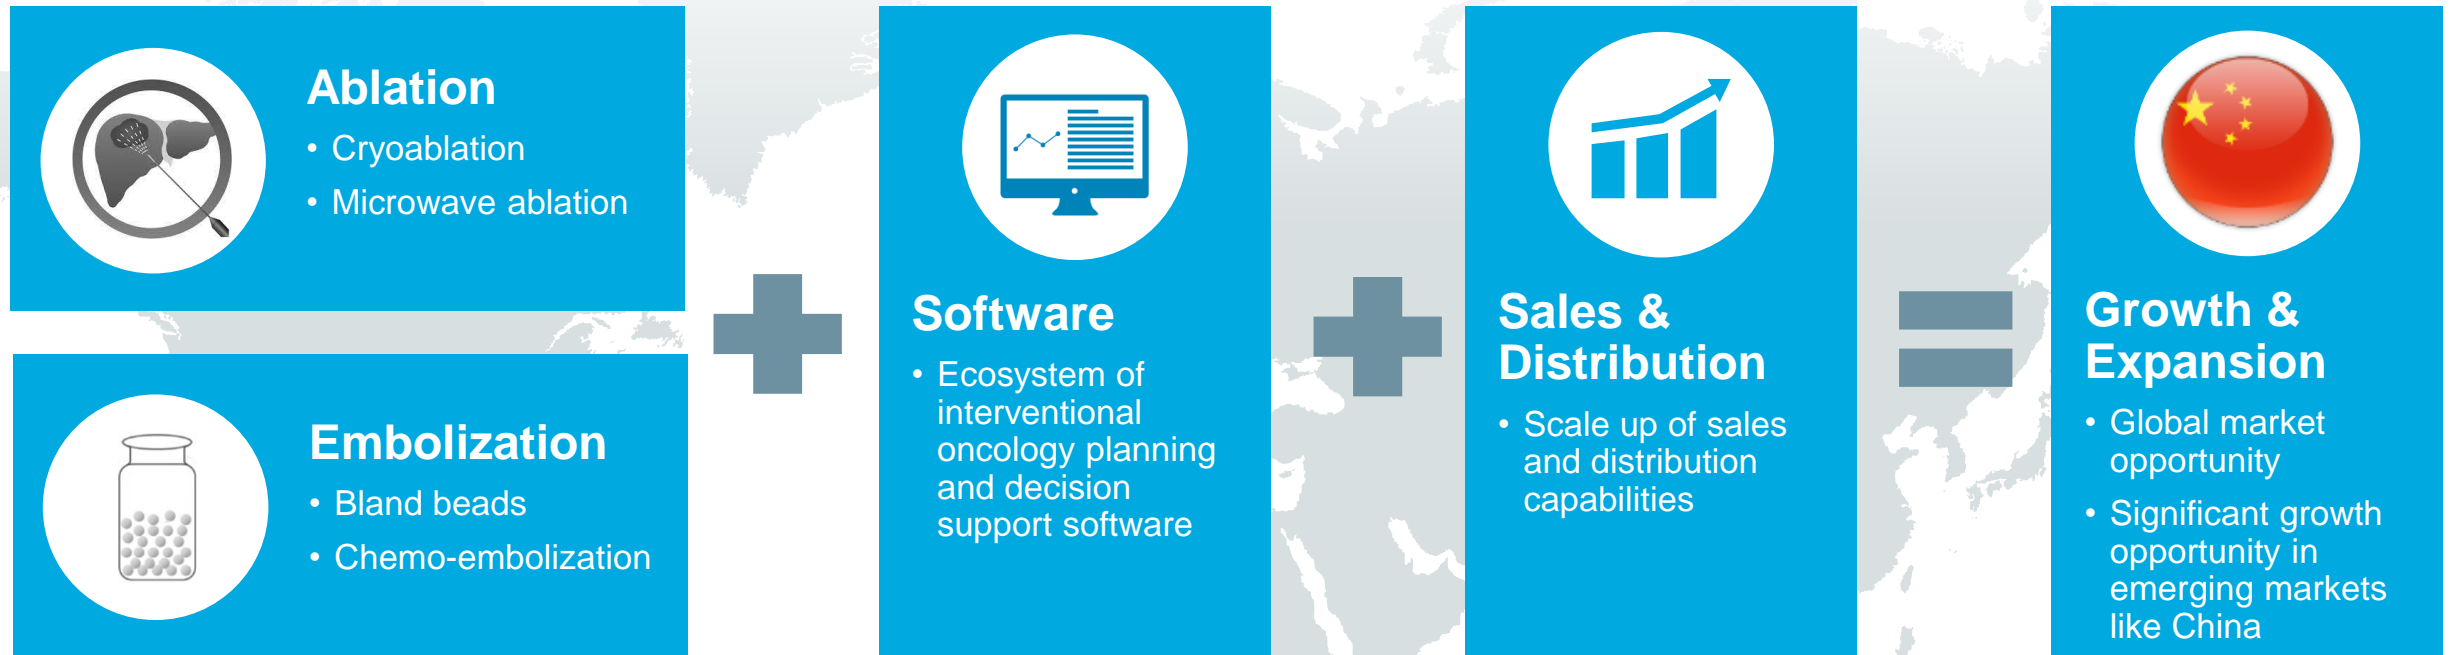 Ablation
• Cryoablation
• Microwave ablation
Embolization
• Bland beads
• Chemo-embolization
Software
• Ecosystem of
interventional
oncology planning
and decision
support software
Sales &
Distribution
• Scale up of sales
and distribution
capabilities
Growth &
Expansion
• Global market
opportunity
• Significant growth
opportunity in
emerging markets
like China